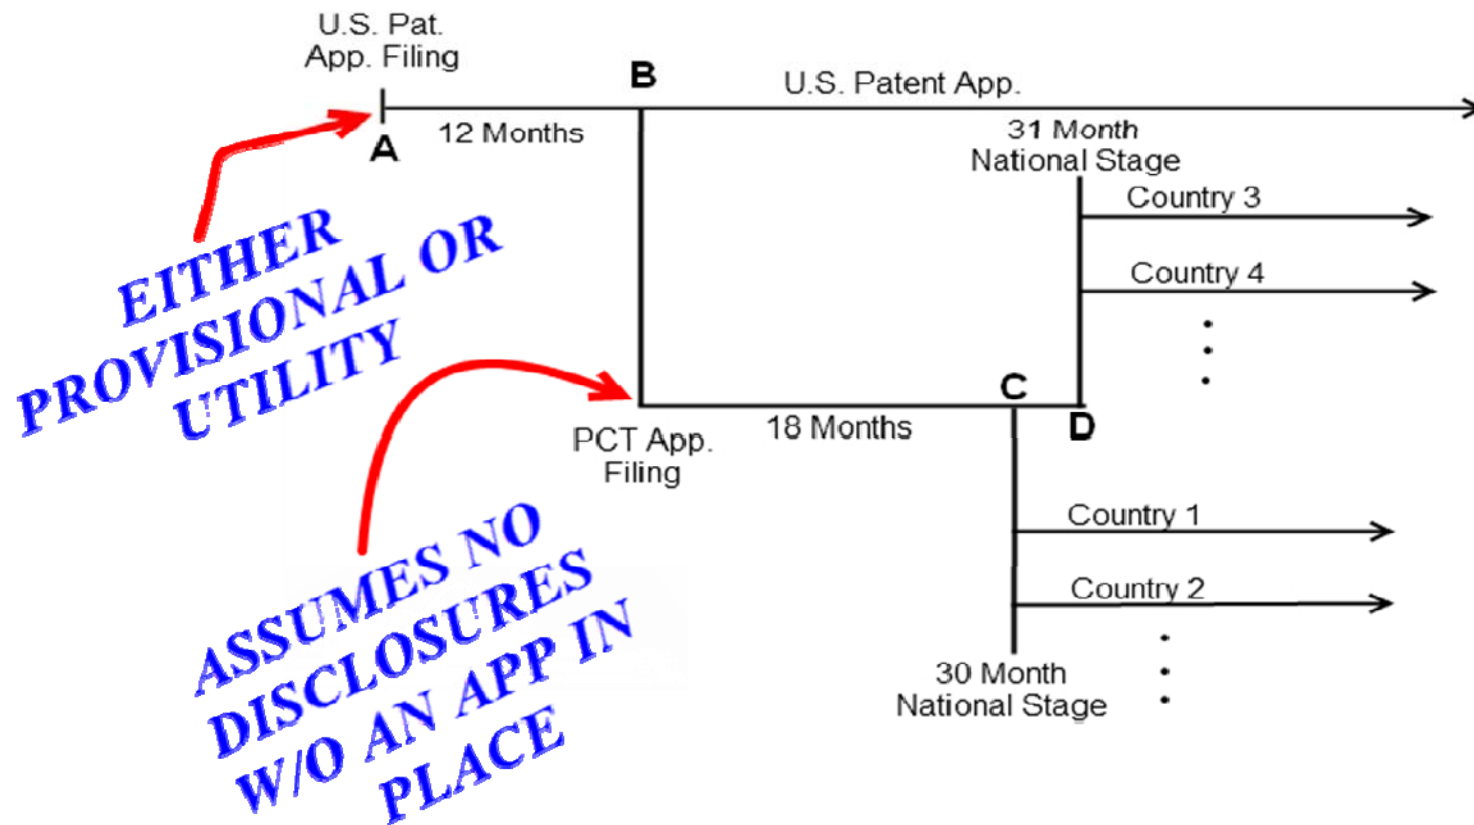 U.S. Pat.
App. Filing
B
U.S. Patent App.
A
12 Months
31 Month
National Stage
Country 3
Country 4
EITHER
PROVISIONAL OR
UTILITY
C
D
18 Months
PCT App.
Filing
Country 1
Country 2
30 Month
National Stage
ASSUMES NO
DISCLOSURES
W/O AN APP IN
PLACE